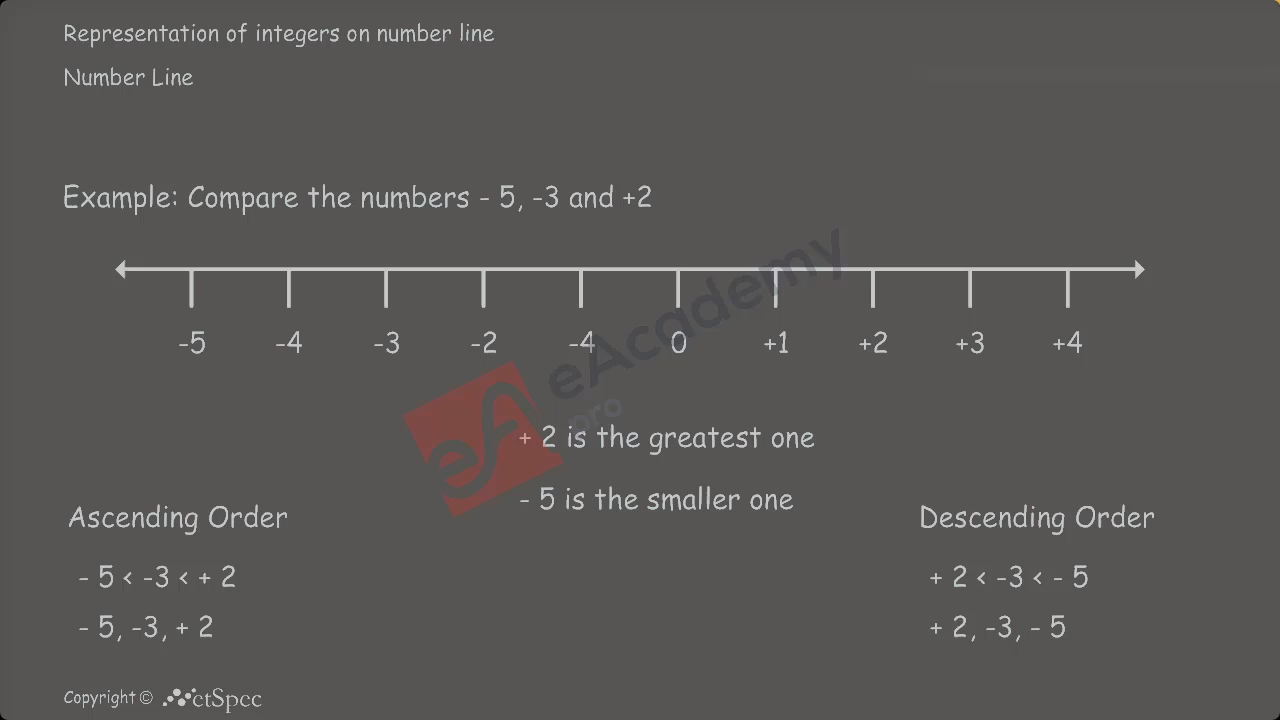 Representation of integers on number line
Number Line
Example: Compare the numbers - 5, -3 and +2
-5 -4 -3 -2 -4 0 +1 +2 +3 +4
eAcademy
pro
+ 2 is the greatest one
- 5 is the smaller one
Ascending Order
- 5 < -3 < + 2
- 5, -3, + 2
Descending Order
+ 2 < -3 < - 5
+ 2, -3, - 5
Copyright © etSpec